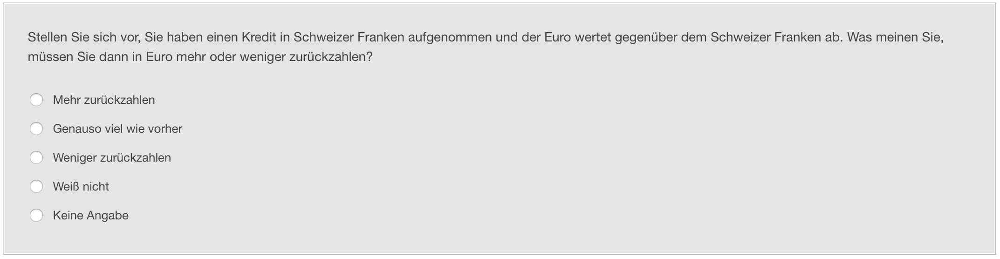 Stellen Sie sich vor, Sie haben einen Kredit in Schweizer Franken aufgenommen und der Euro wertet gegenüber dem Schweizer Franken ab. Was meinen Sie,
müssen Sie dann in Euro mehr oder weniger zurückzahlen?
Mehr zurückzahlen
Genauso viel wie vorher
Weniger zurückzahlen
Weiß nicht
Keine Angabe